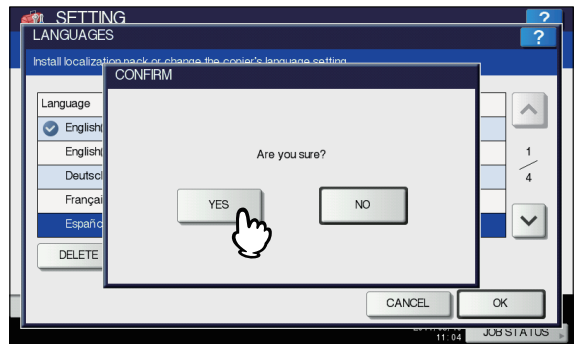 SETTING
?
LANGUAGES
?
Install localization pack or change the copier's language setting
CONFIRM
Language
English(
English(
Deutsch
Françai
Españo
Are you sure?
YES
NO
1
4
DELETE
CANCEL
OK
11:04
JOB STATUS